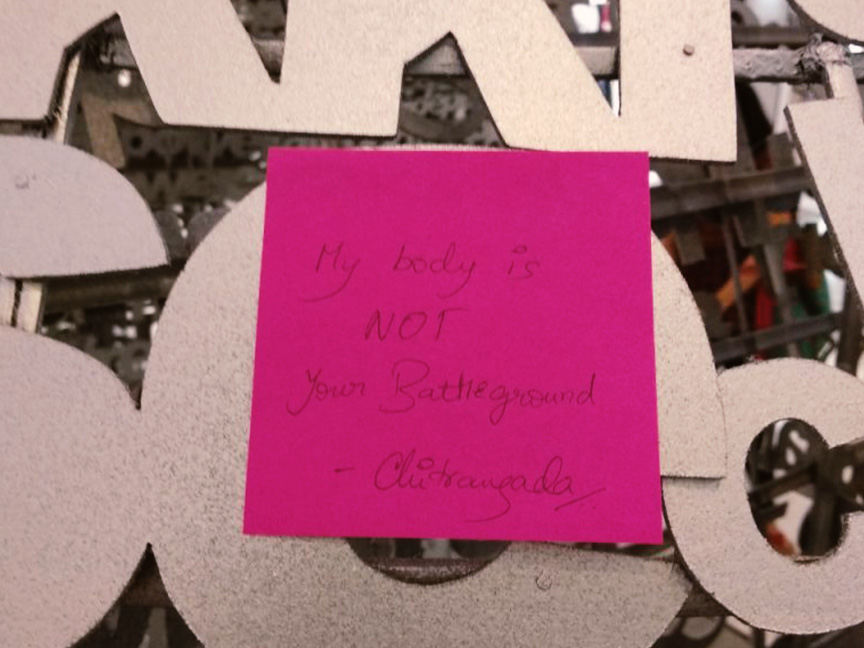 My body is
NOT
Your Battleground
- Chitrangada